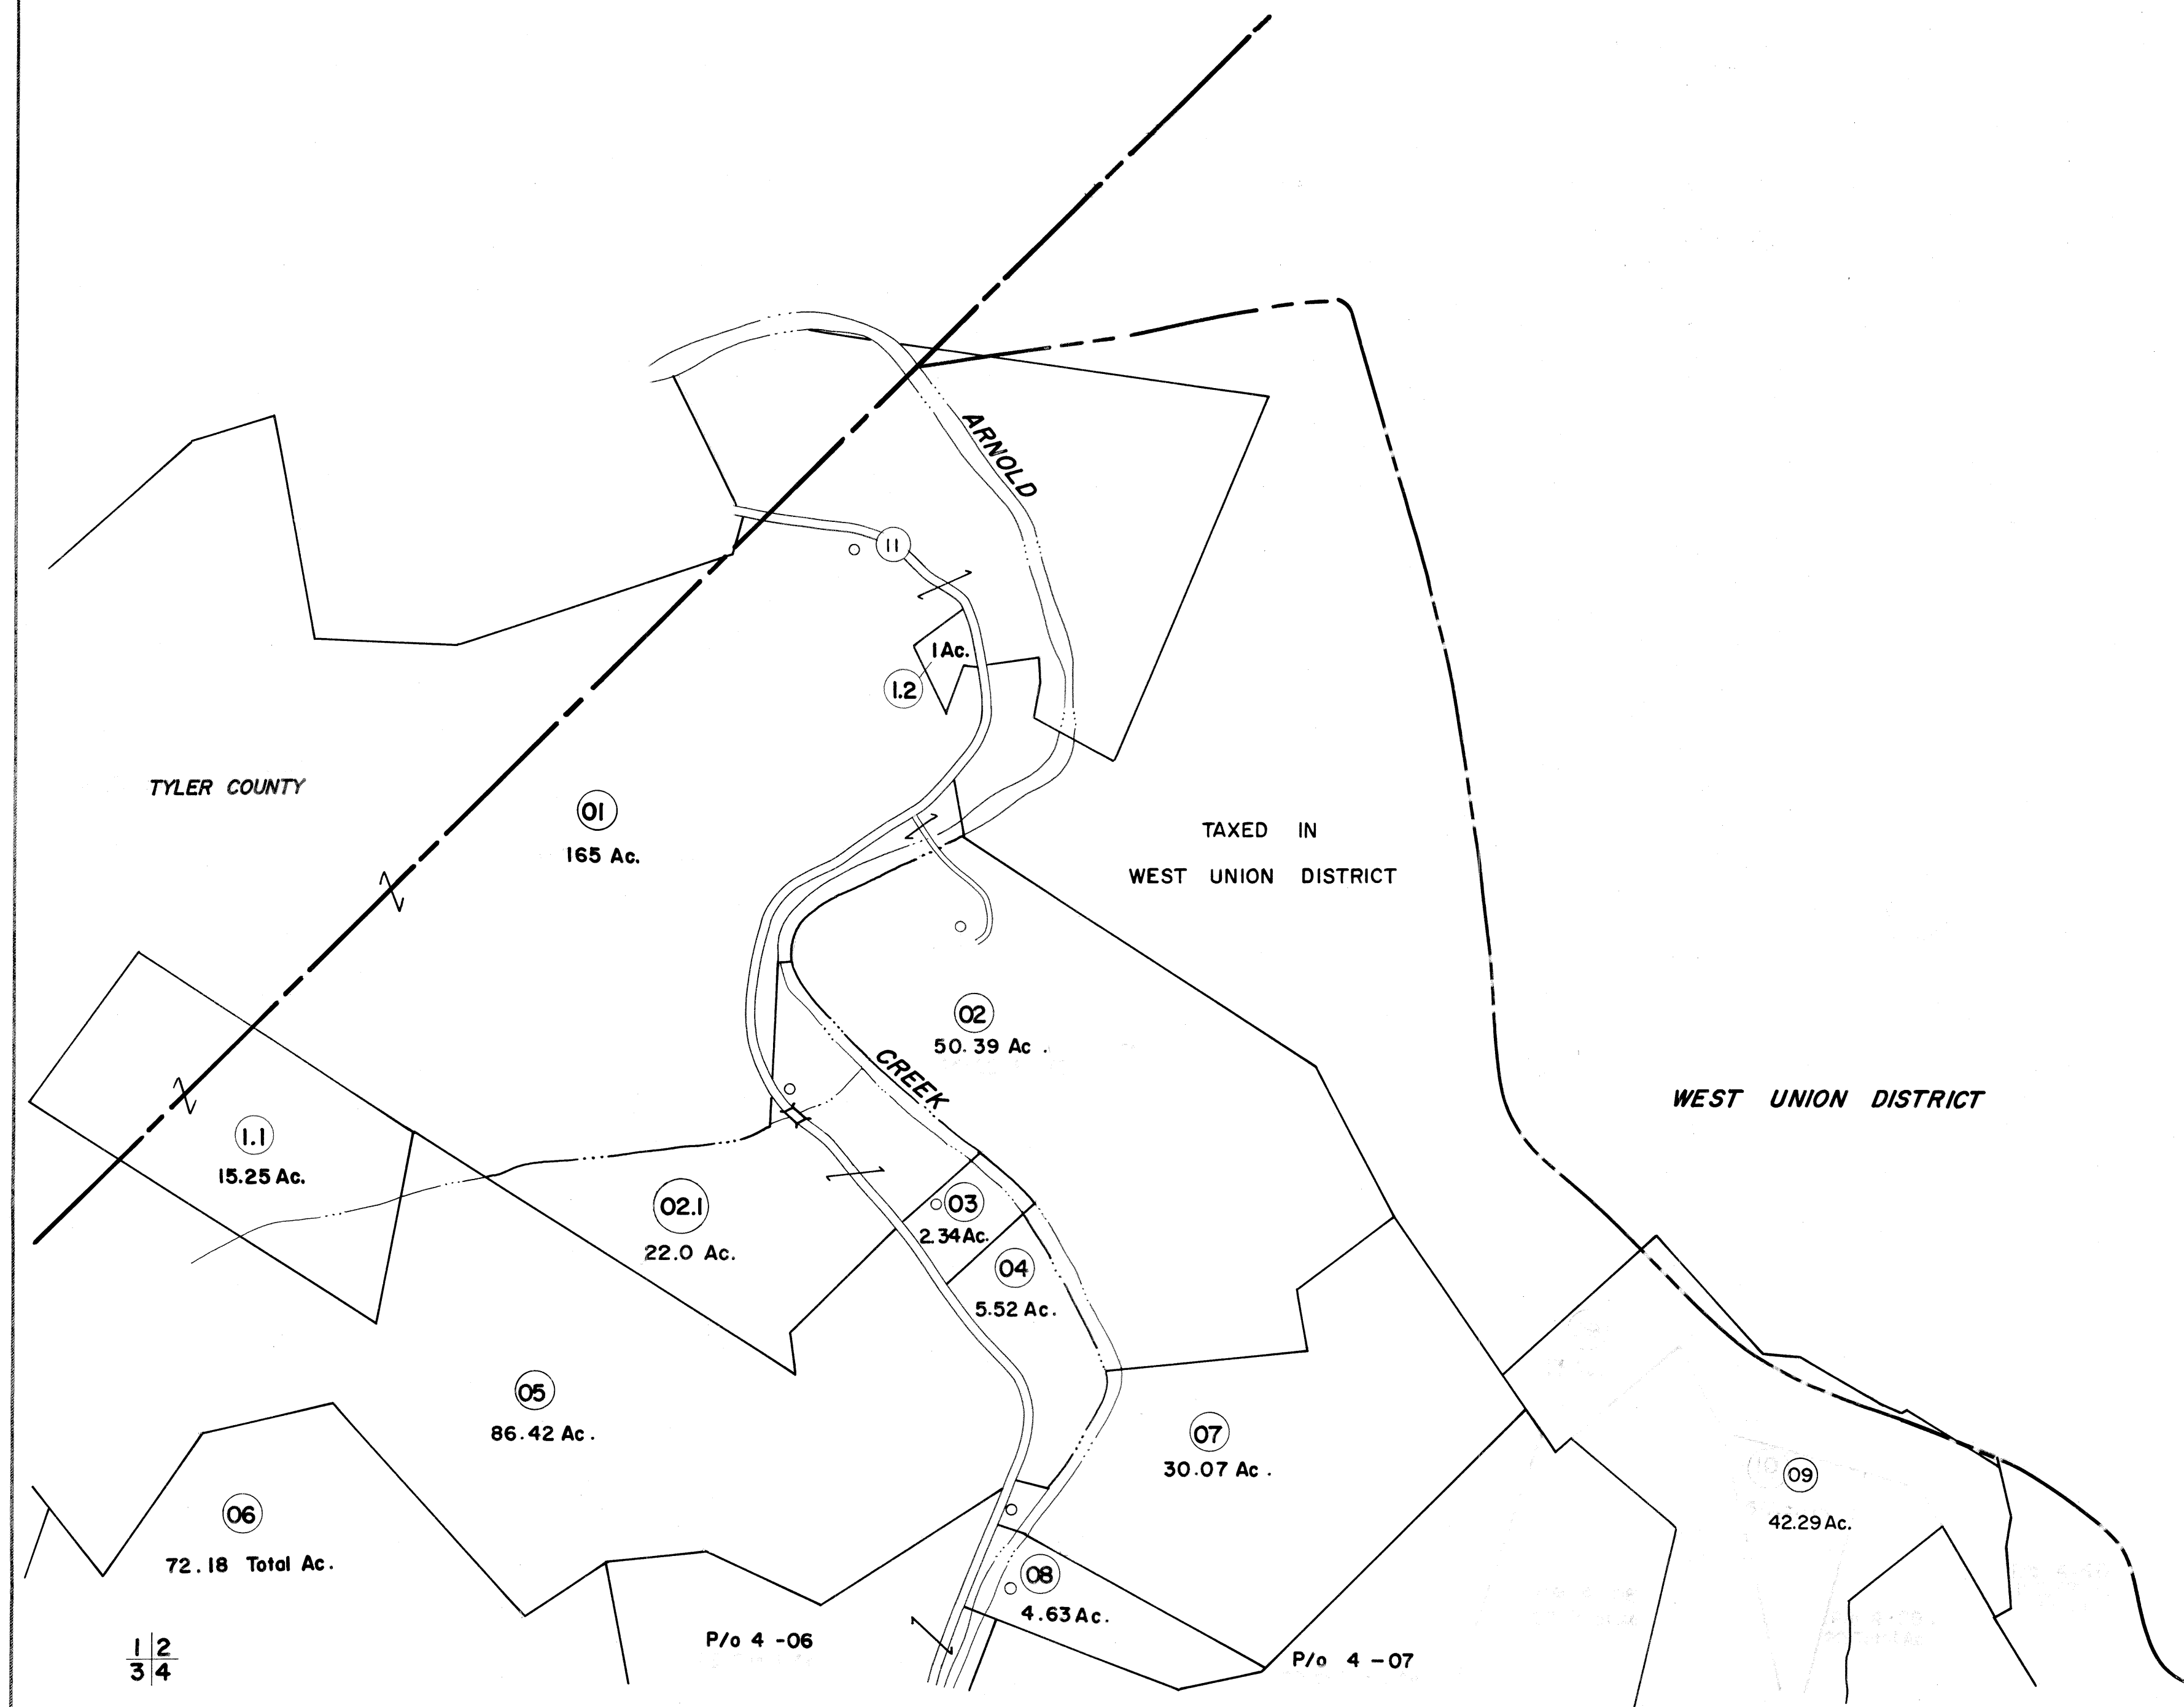 ARNOLD
11
1 Ac.
1.2
TYLER COUNTY
01
165 Ac.
TAXED IN
WEST UNION DISTRICT
02
50.39 Ac.
CREEK
WEST UNION DISTRICT
1.1
15.25 Ac.
02.1
22.0 Ac.
03
2.34 Ac.
04
5.52 Ac.
05
86.42 Ac.
07
30.07 Ac.
09
42.29 Ac.
06
72.18 Total Ac.
08
4.63 Ac.
1 2
3 4
P/o 4 -06
P/o 4 -07